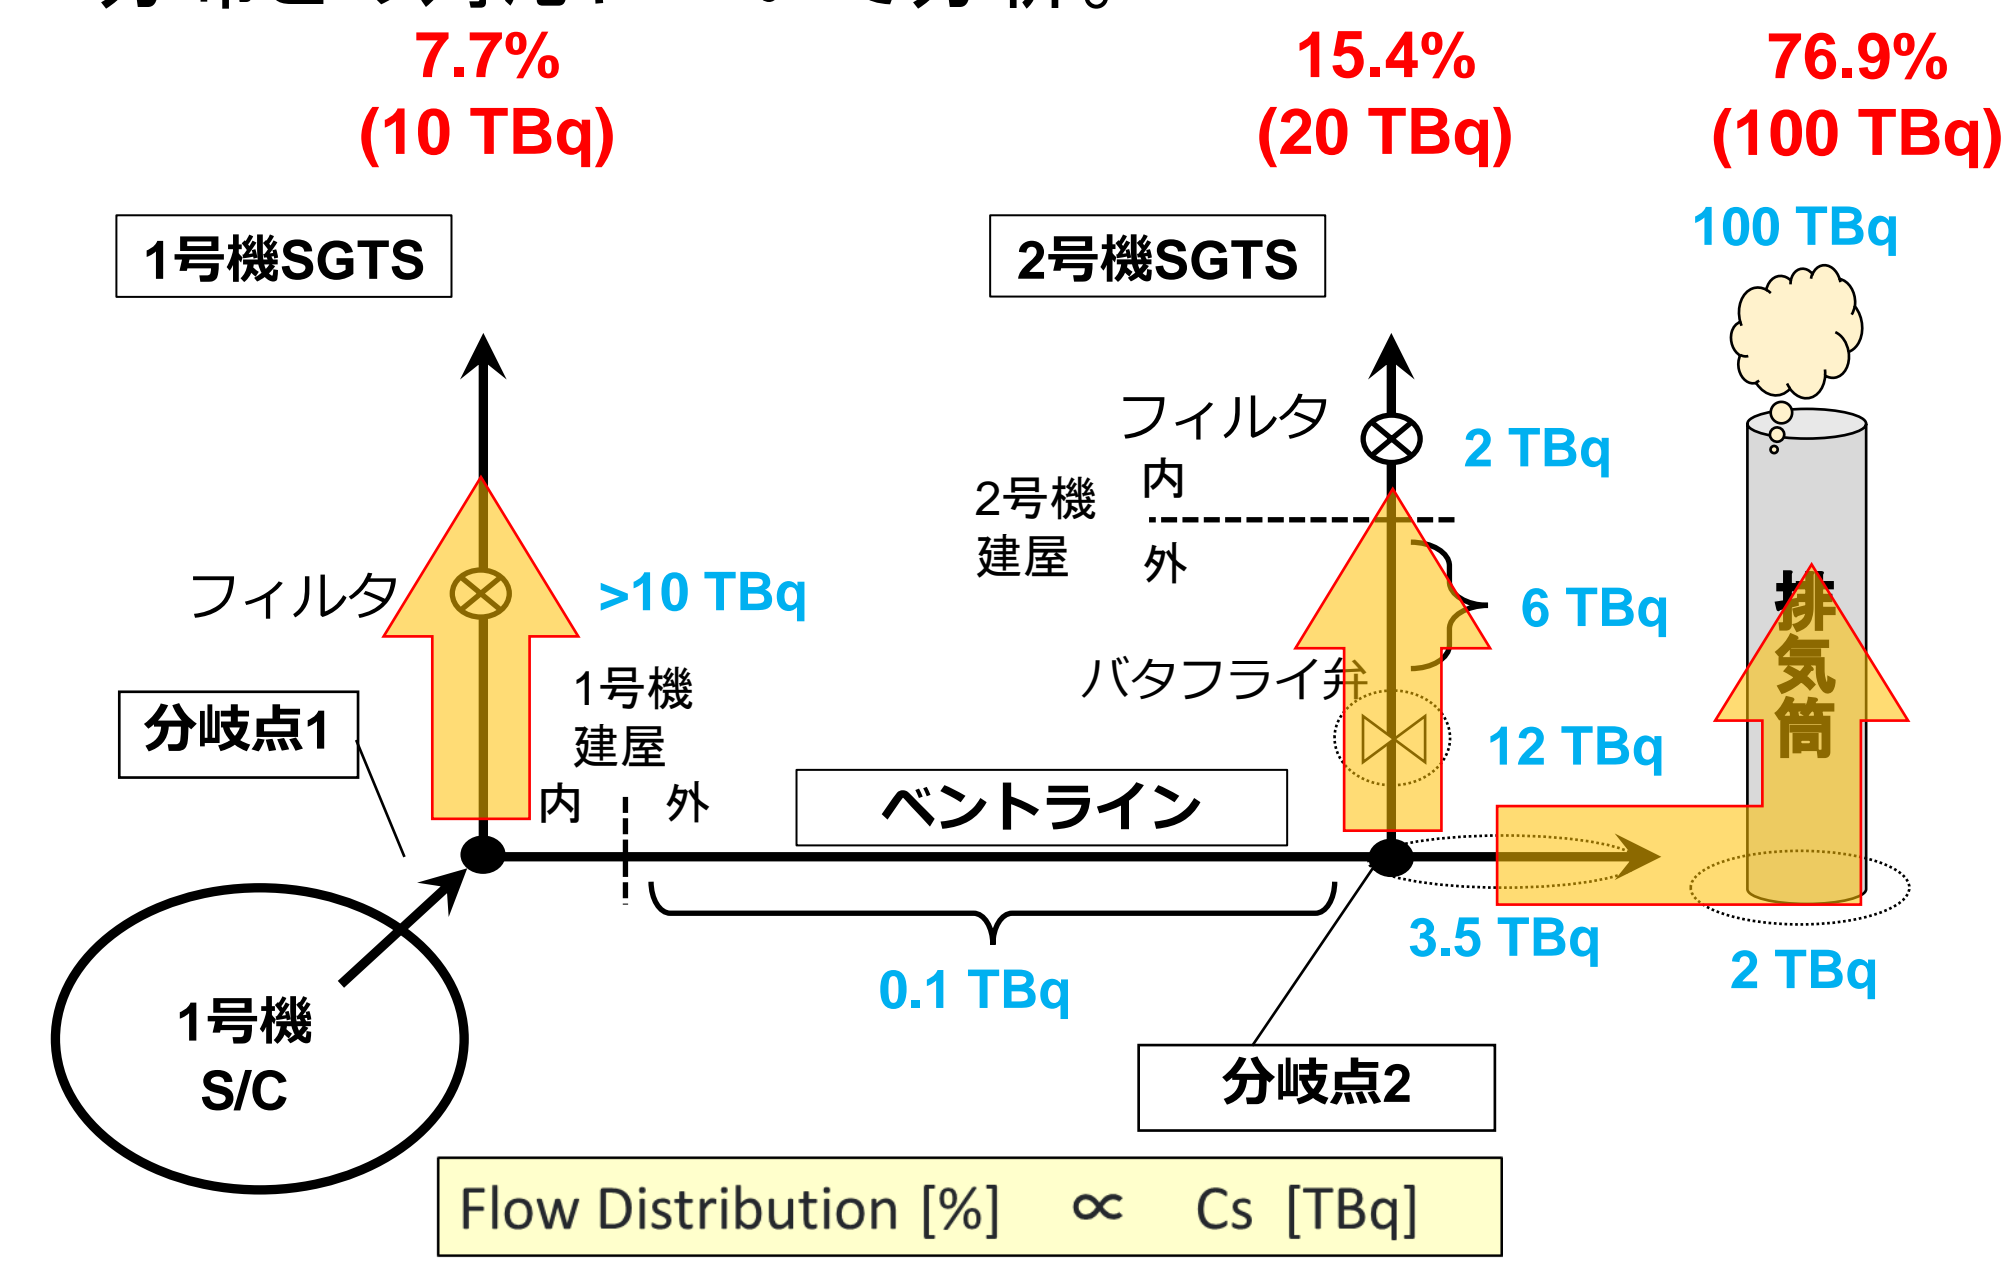 7.7%
(10 TBq)
15.4%
(20 TBq)
76.9%
(100 TBq)
100 TBq
1号機SGTS
2号機SGTS
フィルタ
2 TBq
内
2号機
建屋
外
フィルタ
>10 TBq
6 TBq
排気筒
バタフライ弁
1号機
建屋
分岐点1
12 TBq
内
外
ベントライン
3.5 TBq
2 TBq
0.1 TBq
1号機
S/C
分岐点2
Flow Distribution [%] ∝ Cs [TBq]